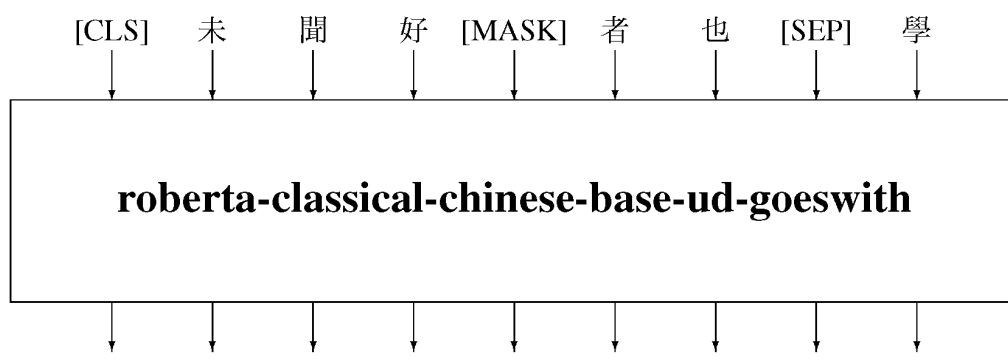 [CLS] 未 聞 好 [MASK] 者 也 [SEP] 學
roberta-classical-chinese-base-ud-goeswith